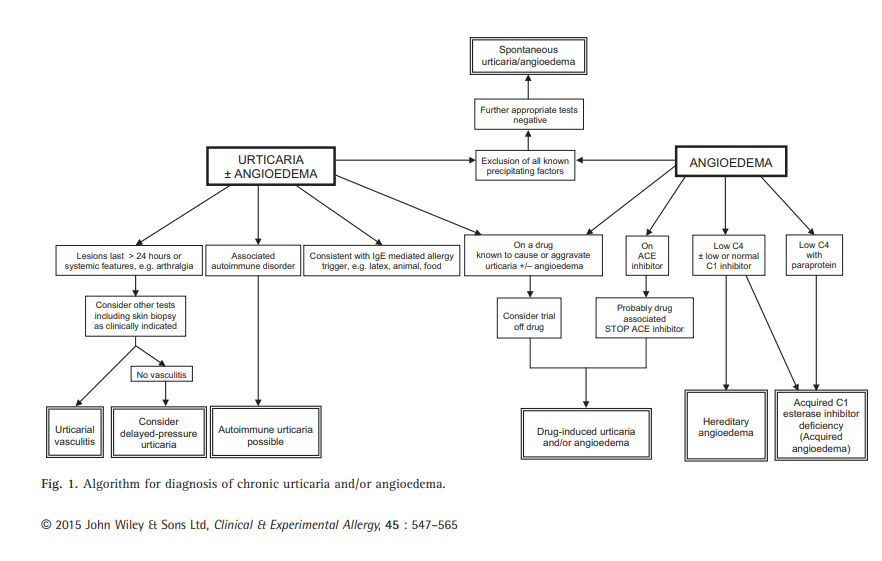 Spontaneous
urticaria/angioedema
Further appropriate tests
negative
URTICARIA
± ANGIOEDEMA
Exclusion of all known
precipitating factors
ANGIOEDEMA
Lesions last > 24 hours or
systemic features, e.g. arthralgia
Associated
autoimmune disorder
Consistent with IgE mediated allergy
trigger, e.g. latex, animal, food
On a drug
known to cause or aggravate
urticaria +/– angioedema
On
ACE
inhibitor
Low C4
± low or normal
C1 inhibitor
Low C4
with
paraprotein
Consider other tests
including skin biopsy
as clinically indicated
Consider trial
off drug
Probably drug
associated
STOP ACE inhibitor
No vasculitis
Urticarial
vasculitis
Consider
delayed-pressure
urticaria
Autoimmune urticaria
possible
Drug-induced urticaria
and/or angioedema
Hereditary
angioedema
Acquired C1
esterase inhibitor
deficiency
(Acquired
angioedema)
Fig. 1. Algorithm for diagnosis of chronic urticaria and/or angioedema.
© 2015 John Wiley & Sons Ltd, Clinical & Experimental Allergy, 45 : 547–565